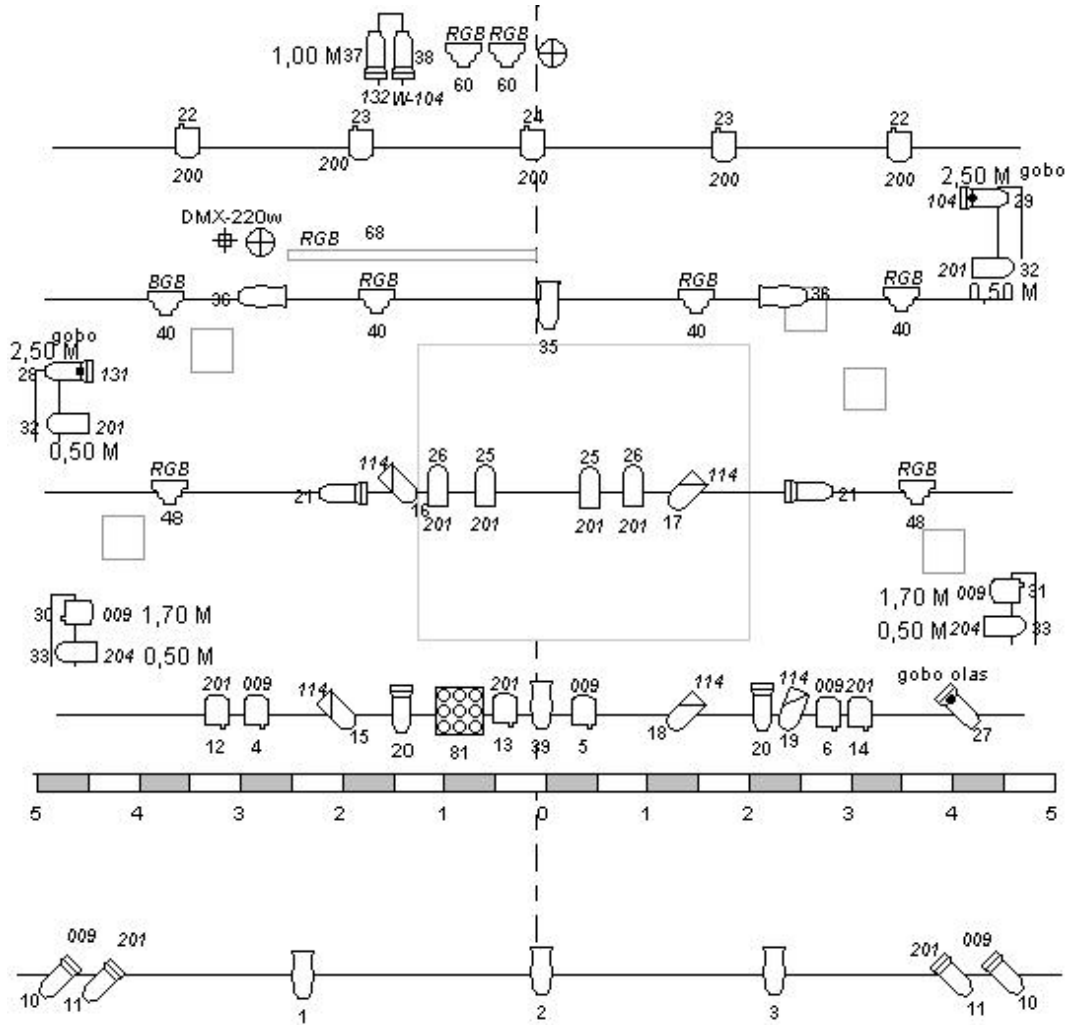 RGB RGB
1,00 M 37 38
60 60
132 W-104
22 23 24 23 22
200 200 200 200 200
2,50 M gobo
104 29
DMX-220w
RGB 68
201 32
0,50 M
BGB RGB RGB RGB
36 36
40 40 35 40 40
gobo
2,50 M
28 131
32 201
0,50 M
RGB 114 26 25 25 26 114 RGB
21 21
48 16 201 201 201 201 17 48
30 009 1,70 M
1,70 M 009 31
33 204 0,50 M
0,50 M 204 33
gobo olas
201 009 114 201 009 114 114 009 201
12 4 15 20 81 13 39 5 18 20 19 6 14 27
5 4 3 2 1 0 1 2 3 4 5
009 201 201 009
10 11 1 2 3 11 10